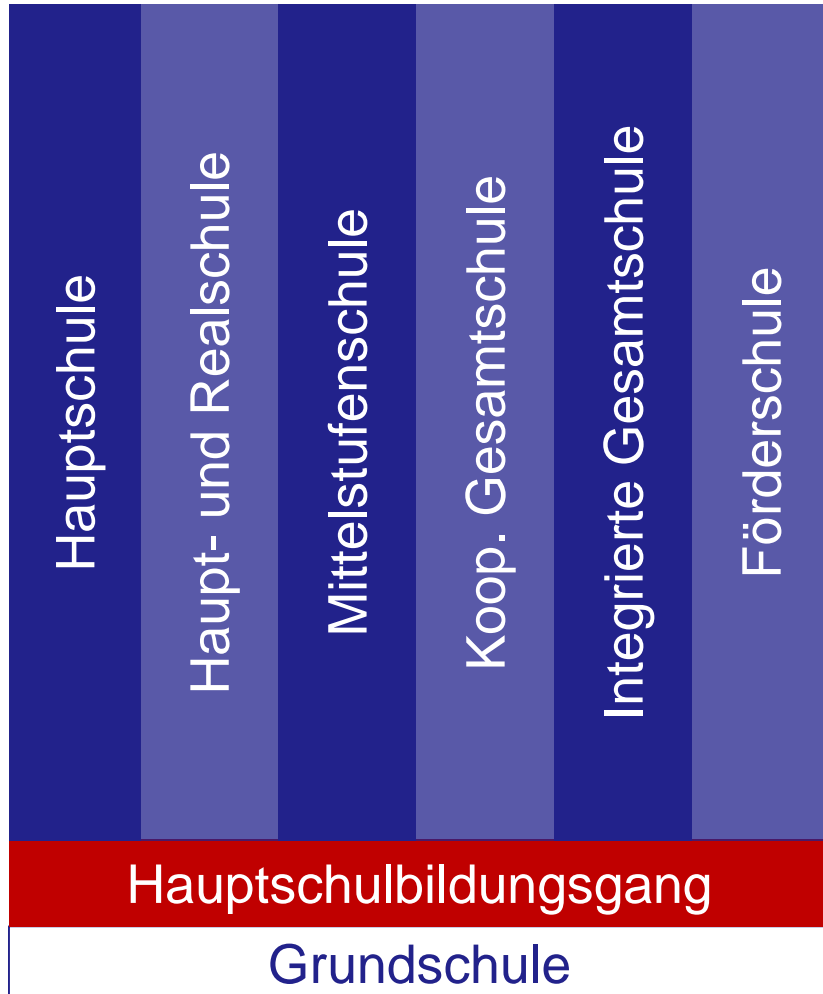 Hauptschule
Haupt- und Realschule
Mittelstufenschule
Koop. Gesamtschule
Integrierte Gesamtschule
Förderschule
Hauptschulbildungsgang
Grundschule